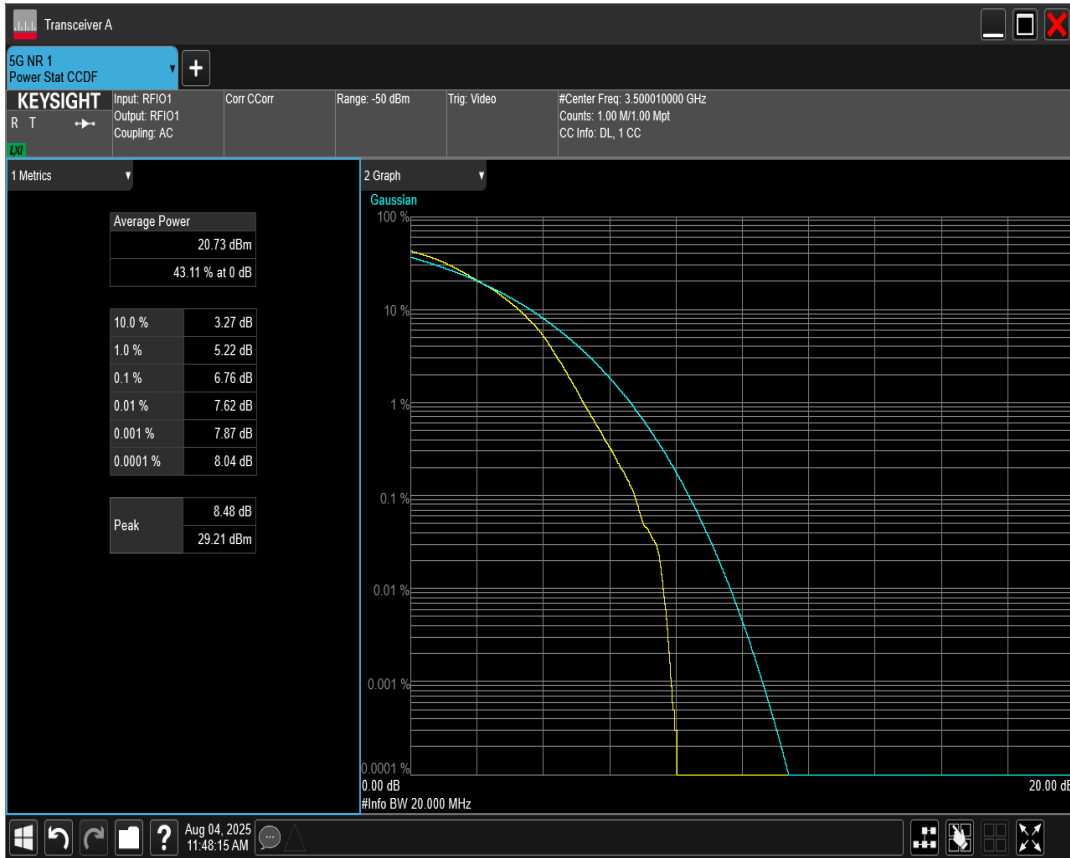 Transceiver A
5G NR 1
Power Stat CCDF
KEYSIGHT
R T
LXI
Input: RFIO1
Output: RFIO1
Coupling: AC
Corr CCorr
Range: -50 dBm
Trig: Video
#Center Freq: 3.500010000 GHz
Counts: 1.00 M/1.00 Mpt
CC Info: DL, 1 CC
1 Metrics
Average Power
20.73 dBm
43.11 % at 0 dB
10.0 % 3.27 dB
1.0 % 5.22 dB
0.1 % 6.76 dB
0.01 % 7.62 dB
0.001 % 7.87 dB
0.0001 % 8.04 dB
Peak
8.48 dB
29.21 dBm
2 Graph
Gaussian
100 %
10 %
1 %
0.1 %
0.01 %
0.001 %
0.0001 %
0.00 dB 20.00 dB
#Info BW 20.000 MHz
?
Aug 04, 2025
11:48:15 AM